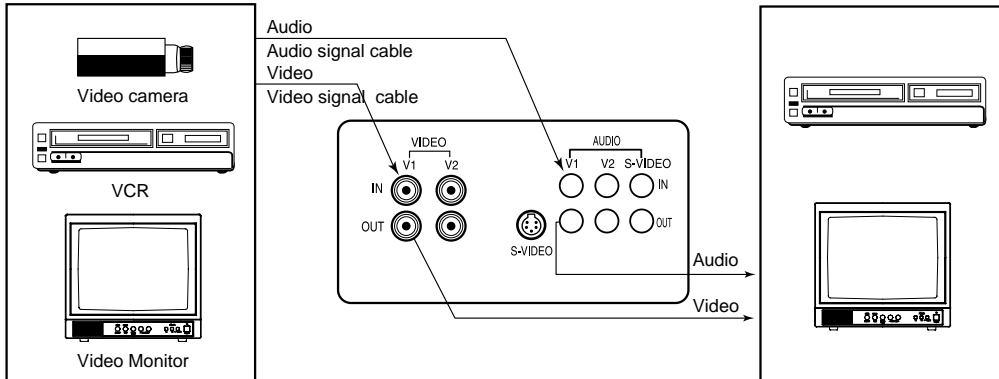 Audio
Audio signal cable
Video
Video signal cable
Video camera
VCR
Video Monitor
VIDEO
V1 V2
IN
OUT
S-VIDEO
AUDIO
V1 V2 S-VIDEO
IN
OUT
Audio
Video